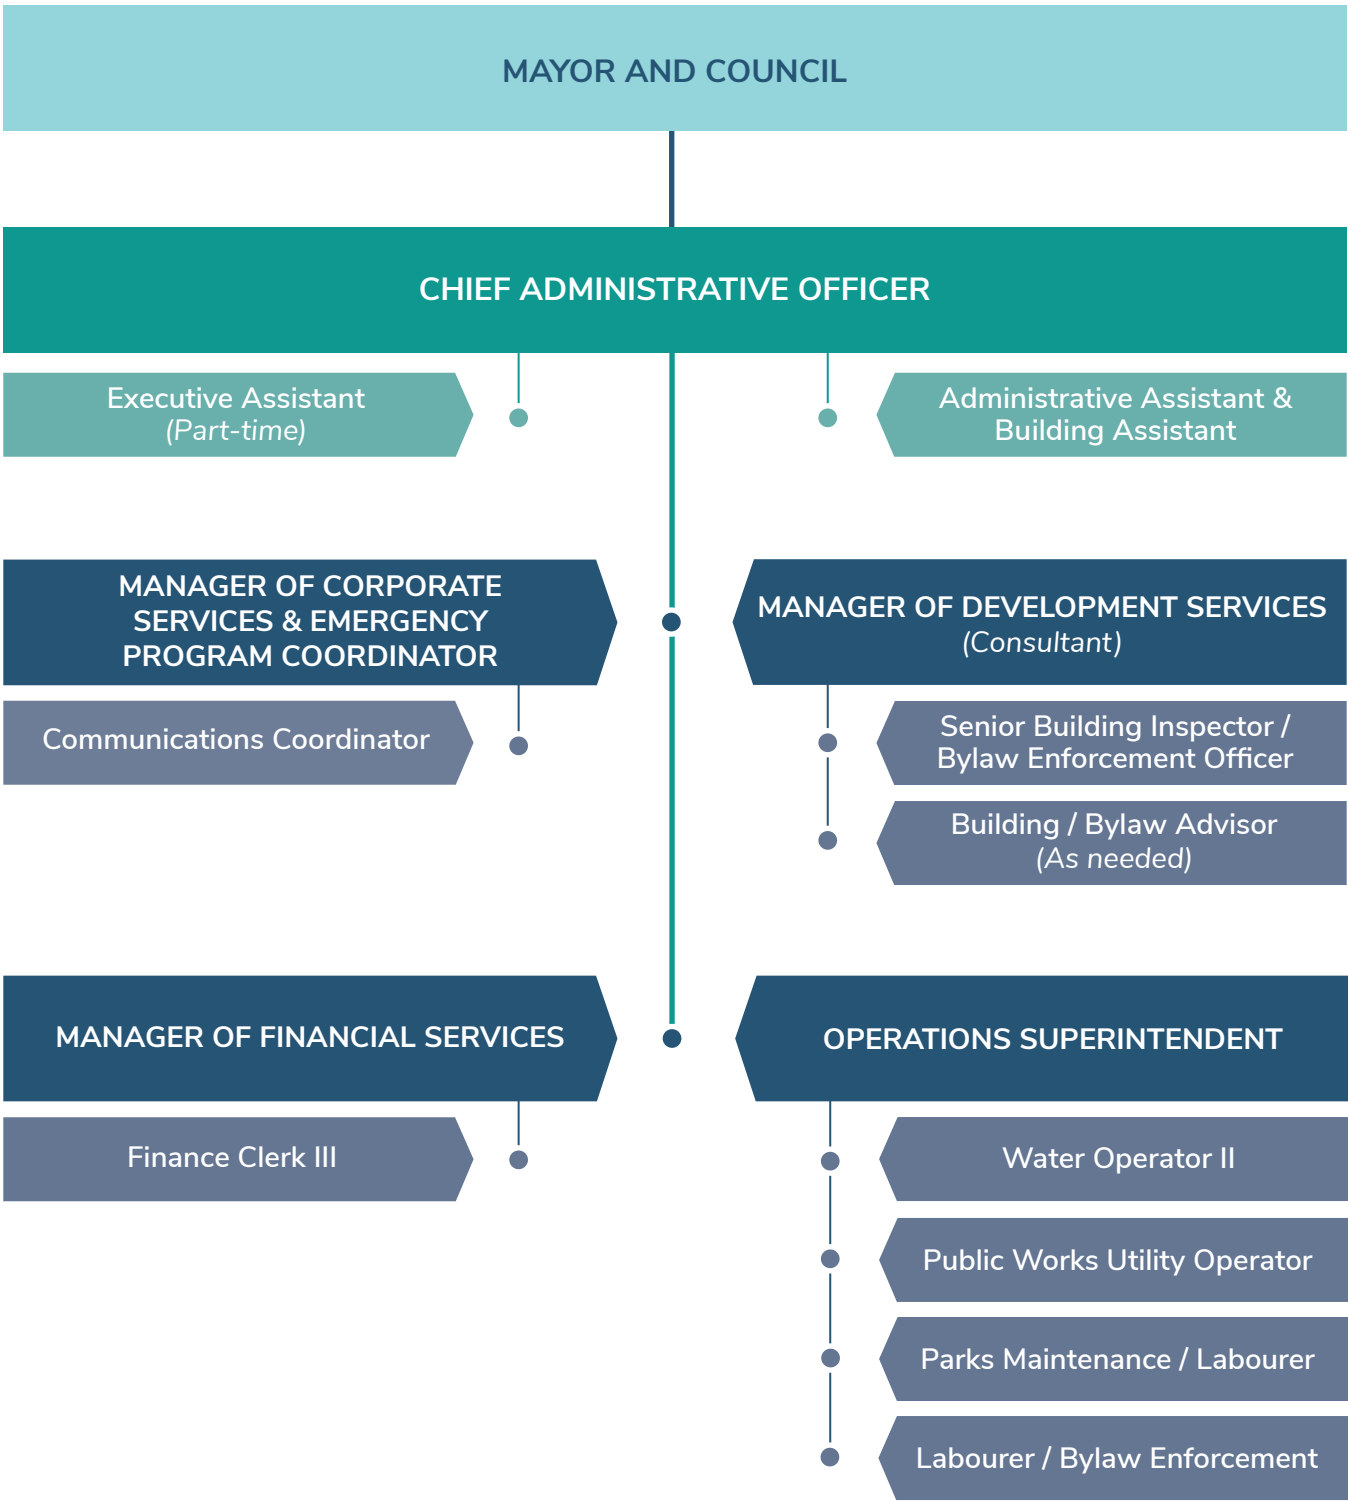 MAYOR AND COUNCIL
CHIEF ADMINISTRATIVE OFFICER
Executive Assistant
(Part-time)
Administrative Assistant &
Building Assistant
MANAGER OF CORPORATE
SERVICES & EMERGENCY
PROGRAM COORDINATOR
MANAGER OF DEVELOPMENT SERVICES
(Consultant)
Communications Coordinator
Senior Building Inspector /
Bylaw Enforcement Officer
Building / Bylaw Advisor
(As needed)
MANAGER OF FINANCIAL SERVICES
OPERATIONS SUPERINTENDENT
Finance Clerk III
Water Operator II
Public Works Utility Operator
Parks Maintenance / Labourer
Labourer / Bylaw Enforcement